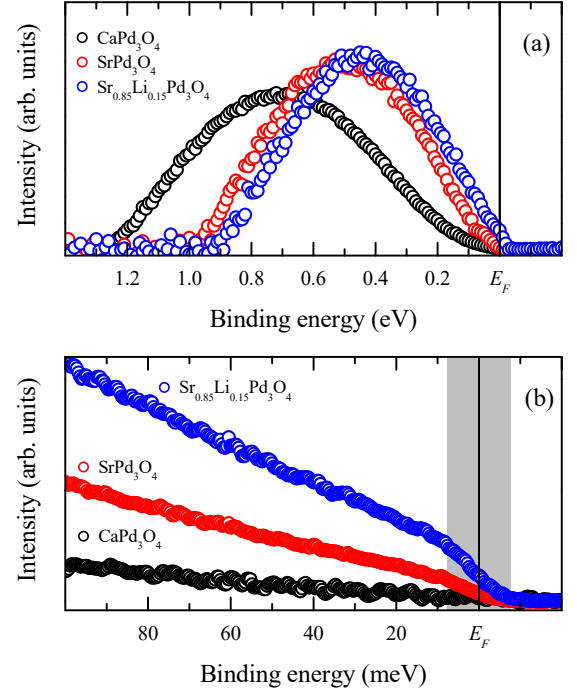 (a)
CaPd₃O₄
SrPd₃O₄
Sr₀.₈₅Li₀.₁₅Pd₃O₄
Intensity (arb. units)
1.2 1.0 0.8 0.6 0.4 0.2 E_F
Binding energy (eV)
(b)
Sr₀.₈₅Li₀.₁₅Pd₃O₄
SrPd₃O₄
CaPd₃O₄
Intensity (arb. units)
80 60 40 20 E_F
Binding energy (meV)